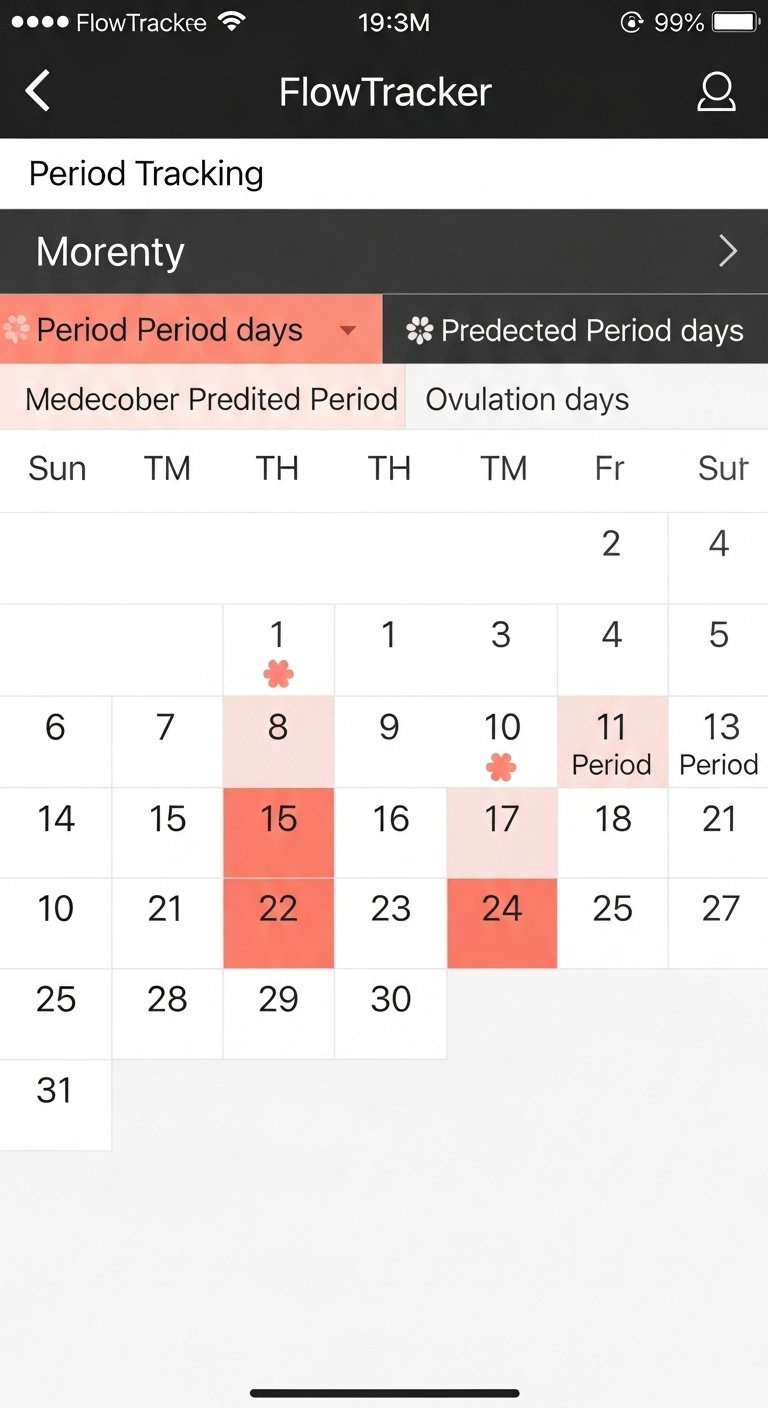 FlowTrackre 19:3M 99%
FlowTracker
Period Tracking
Morenty
Period Period days Predected Period days
Medecober Predited Period Ovulation days
Sun TM TH TH TM Fr Sur
2 4
1 1 3 4 5
6 7 8 9 10 11 13
Period Period
14 15 15 16 17 18 21
10 21 22 23 24 25 27
25 28 29 30
31